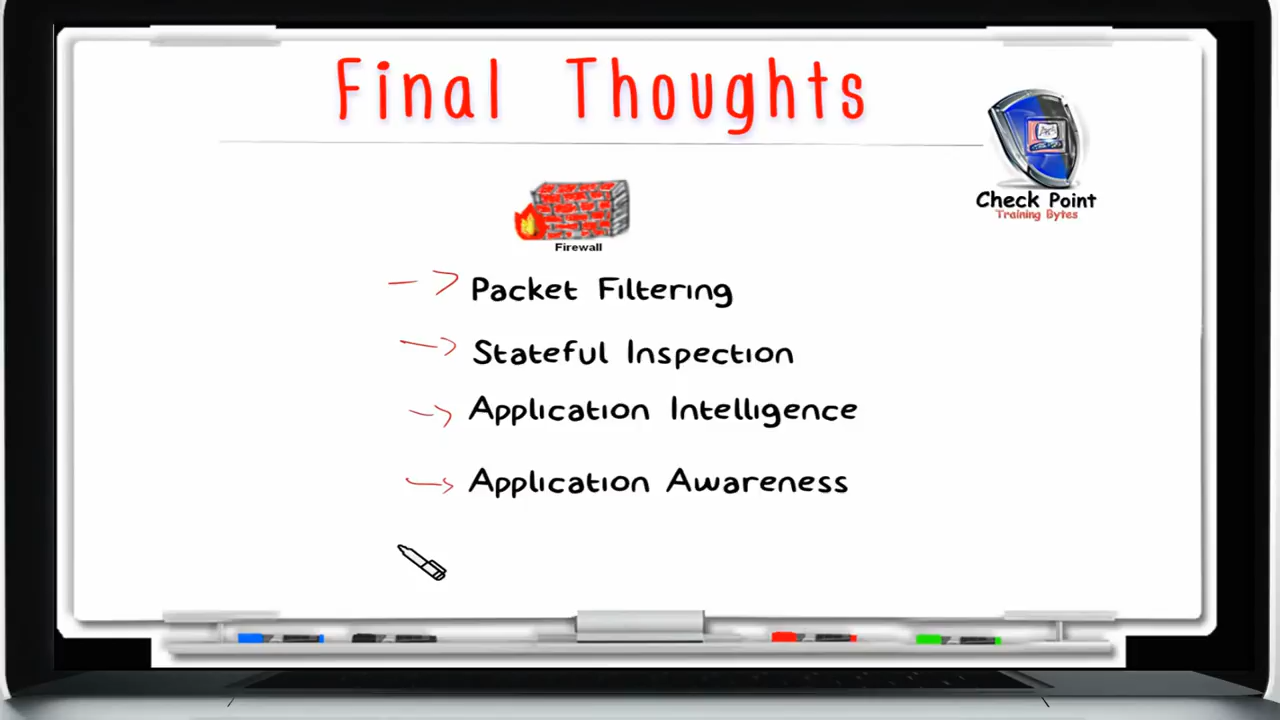 Final Thoughts
Check Point
Training Bytes
Firewall
Packet Filtering
Stateful Inspection
Application Intelligence
Application Awareness